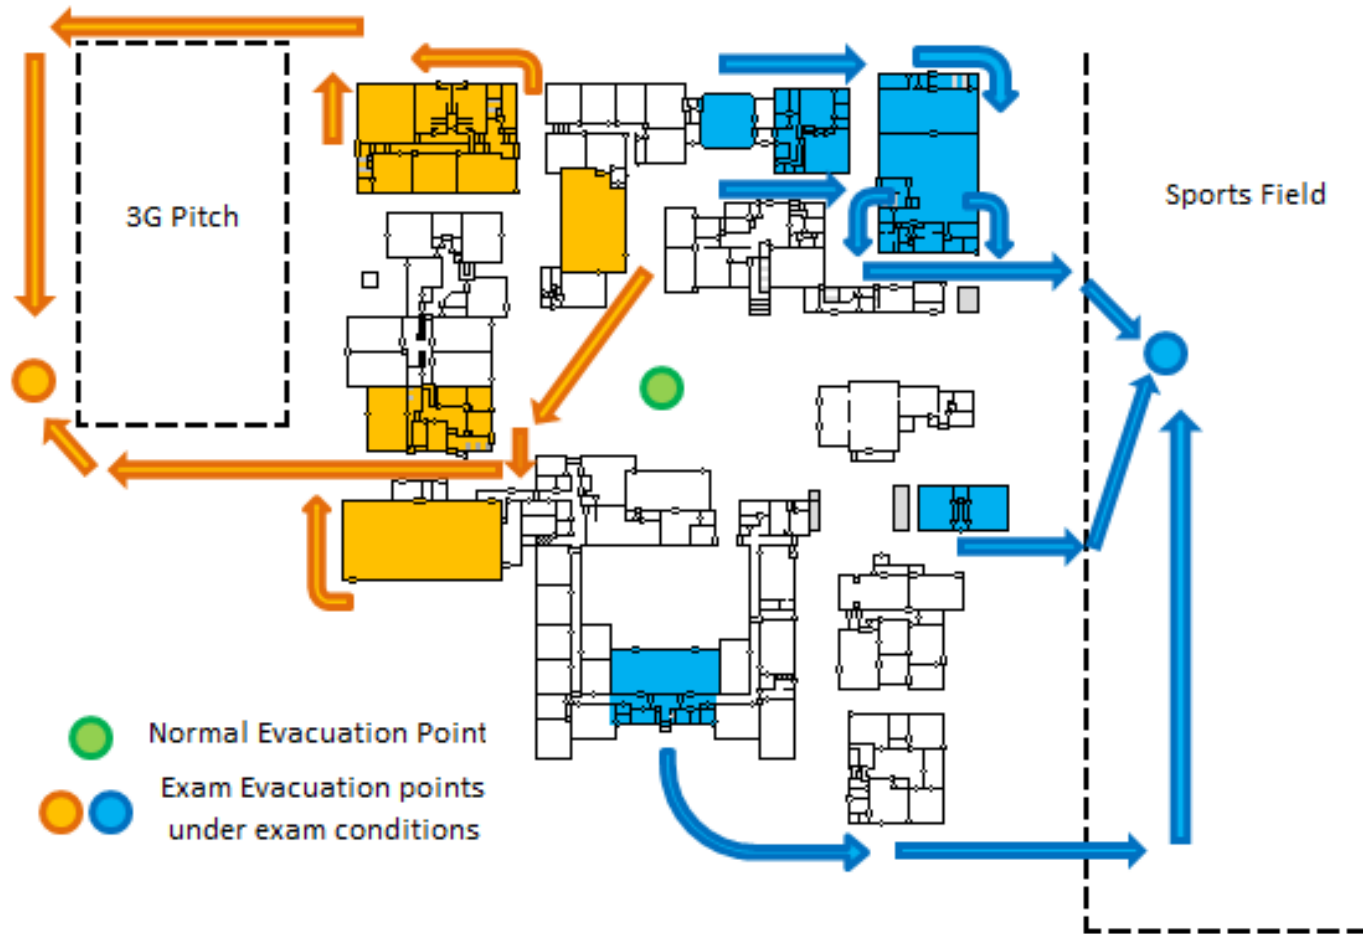 3G Pitch
Sports Field
Normal Evacuation Point
Exam Evacuation points
under exam conditions